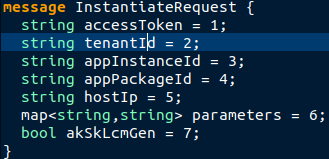 message InstantiateRequest {
  string accessToken = 1;
  string tenantId = 2;
  string appInstanceId = 3;
  string appPackageId = 4;
  string hostIp = 5;
  map<string,string> parameters = 6;
  bool akSkLcmGen = 7;
}